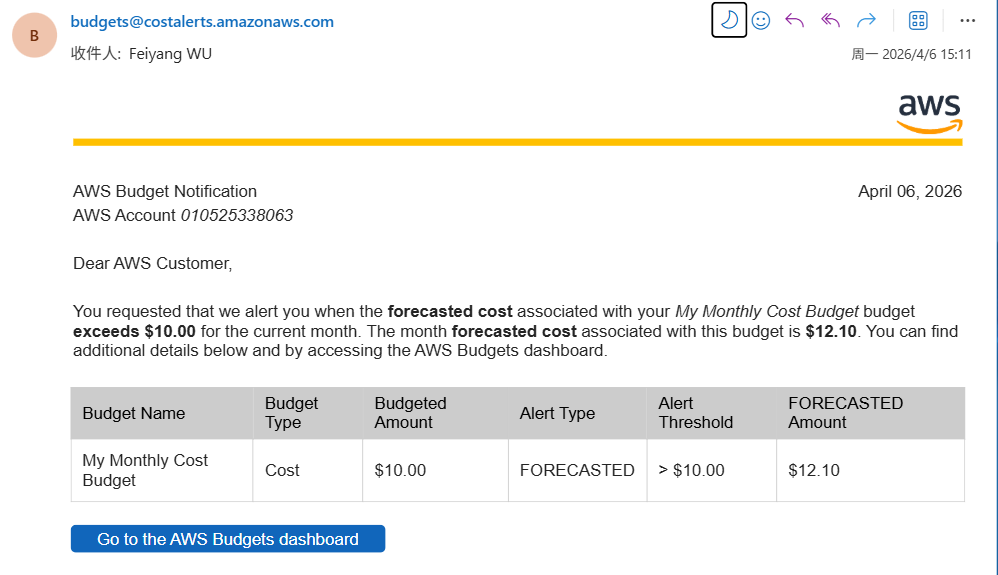 B
budgets@costalerts.amazonaws.com
收件人: Feiyang WU
周一 2026/4/6 15:11
aws
AWS Budget Notification
April 06, 2026
AWS Account 010525338063
Dear AWS Customer,
You requested that we alert you when the forecasted cost associated with your My Monthly Cost Budget budget
exceeds $10.00 for the current month. The month forecasted cost associated with this budget is $12.10. You can find
additional details below and by accessing the AWS Budgets dashboard.
Budget Name
Budget
Type
Budgeted
Amount
Alert Type
Alert
Threshold
FORECASTED
Amount
My Monthly Cost
Budget
Cost
$10.00
FORECASTED
> $10.00
$12.10
Go to the AWS Budgets dashboard